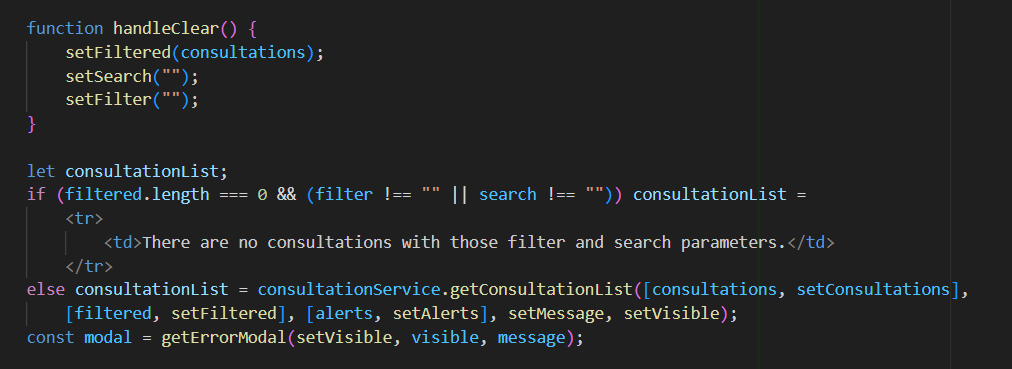 function handleClear() {
    setFiltered(consultations);
    setSearch("");
    setFilter("");
}

let consultationList;
if (filtered.length === 0 && (filter !== "" || search !== "")) consultationList =
    <tr>
        <td>There are no consultations with those filter and search parameters.</td>
    </tr>
else consultationList = consultationService.getConsultationList([consultations, setConsultations],
    [filtered, setFiltered], [alerts, setAlerts], setMessage, setVisible);
const modal = getErrorModal(setVisible, visible, message);